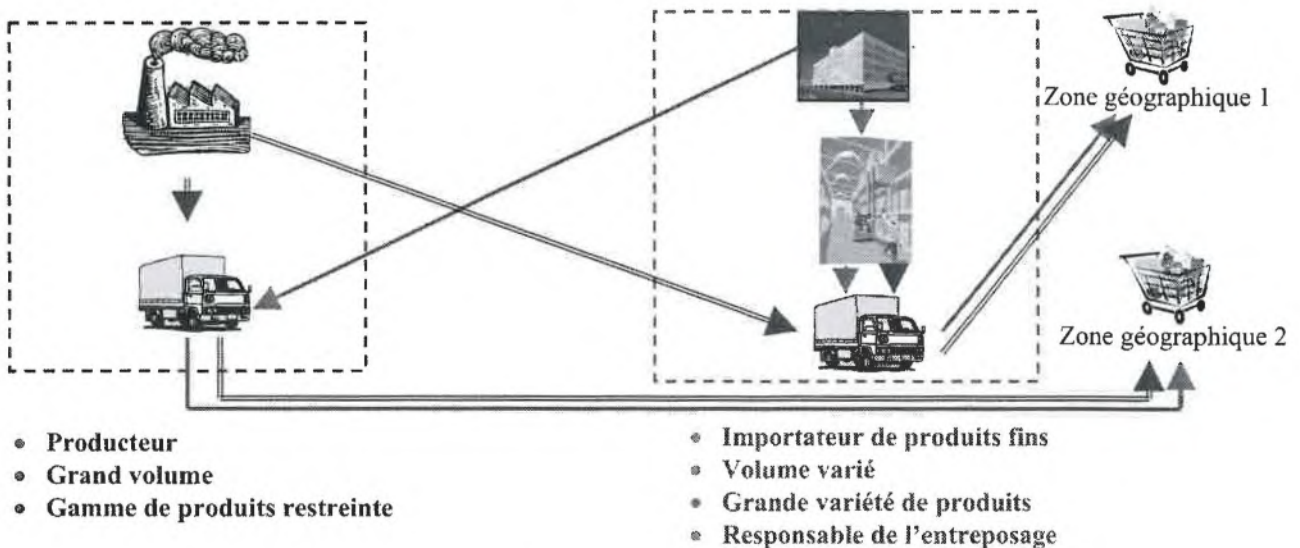 Zone géographique 1
Zone géographique 2
• Producteur
• Grand volume
• Gamme de produits restreinte
• Importateur de produits fins
• Volume varié
• Grande variété de produits
• Responsable de l'entreposage